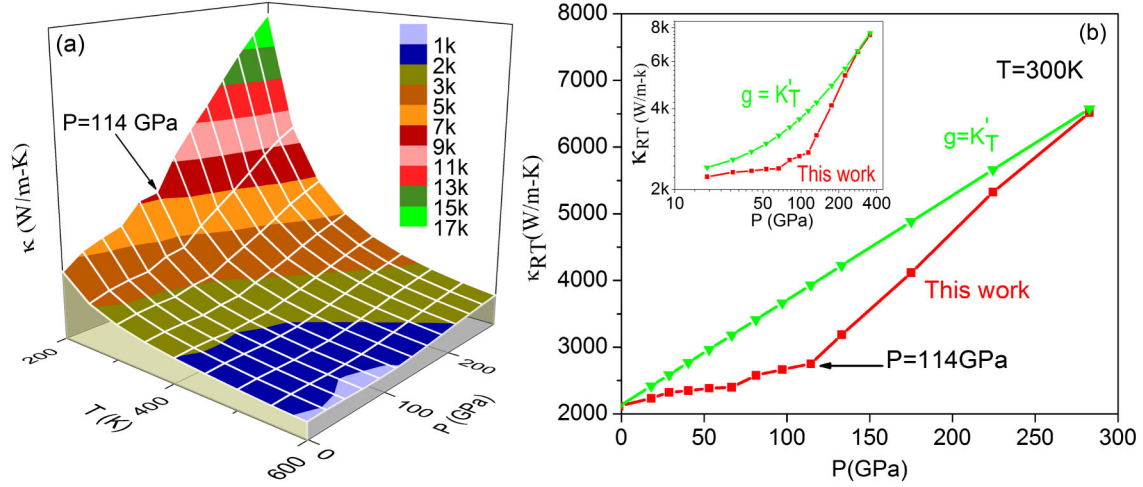 (a)
P=114 GPa
κ (W/m-K)
1k
2k
3k
5k
7k
9k
11k
13k
15k
17k
200
400
600
T (K)
0
100
200
P (GPa)
(b)
T=300K
κRT(W/m-K)
8000
7000
6000
5000
4000
3000
2000
0
50
100
150
200
250
300
P(GPa)
g=K'T
This work
P=114GPa
κRT (W/m-k)
8k
4k
2k
10
60
100
200
400
P (GPa)
g = K'T
This work